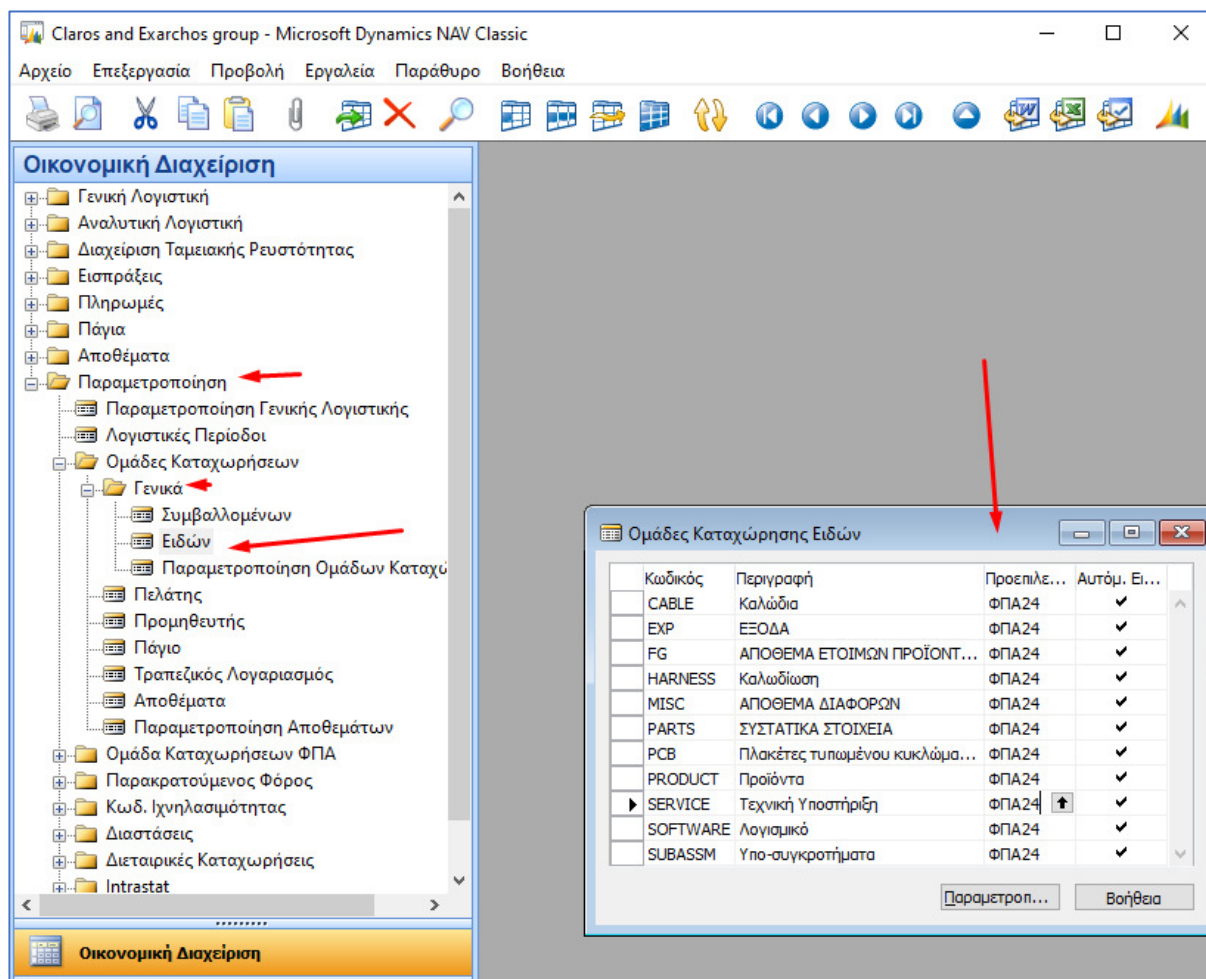 Claros and Exarchos group - Microsoft Dynamics NAV Classic
Αρχείο Επεξεργασία Προβολή Εργαλεία Παράθυρο Βοήθεια
Οικονομική Διαχείριση
Γενική Λογιστική
Αναλυτική Λογιστική
Διαχείριση Ταμειακής Ρευστότητας
Εισπράξεις
Πληρωμές
Πάγια
Αποθέματα
Παραμετροποίηση
Παραμετροποίηση Γενικής Λογιστικής
Λογιστικές Περίοδοι
Ομάδες Καταχωρήσεων
Γενικά
Συμβαλλομένων
Ειδών
Παραμετροποίηση Ομάδων Καταχώ
Πελάτης
Προμηθευτής
Πάγιο
Τραπεζικός Λογαριασμός
Αποθέματα
Παραμετροποίηση Αποθεμάτων
Ομάδα Καταχωρήσεων ΦΠΑ
Παρακρατούμενος Φόρος
Κωδ. Ιχνηλασιμότητας
Διαστάσεις
Διεταιρικές Καταχωρήσεις
Intrastat
Οικονομική Διαχείριση
Ομάδες Καταχώρησης Ειδών
Κωδικός Περιγραφή Προεπιλε... Αυτόμ. Ει...
CABLE Καλώδια ΦΠΑ24
EXP ΕΞΟΔΑ ΦΠΑ24
FG ΑΠΟΘΕΜΑ ΕΤΟΙΜΩΝ ΠΡΟΪΟΝΤ... ΦΠΑ24
HARNESS Καλωδίωση ΦΠΑ24
MISC ΑΠΟΘΕΜΑ ΔΙΑΦΟΡΩΝ ΦΠΑ24
PARTS ΣΥΣΤΑΤΙΚΑ ΣΤΟΙΧΕΙΑ ΦΠΑ24
PCB Πλακέτες τυπωμένου κυκλώμα... ΦΠΑ24
PRODUCT Προϊόντα ΦΠΑ24
SERVICE Τεχνική Υποστήριξη ΦΠΑ24
SOFTWARE Λογισμικό ΦΠΑ24
SUBASSM Υπο-συγκροτήματα ΦΠΑ24
Παραμετροπ... Βοήθεια